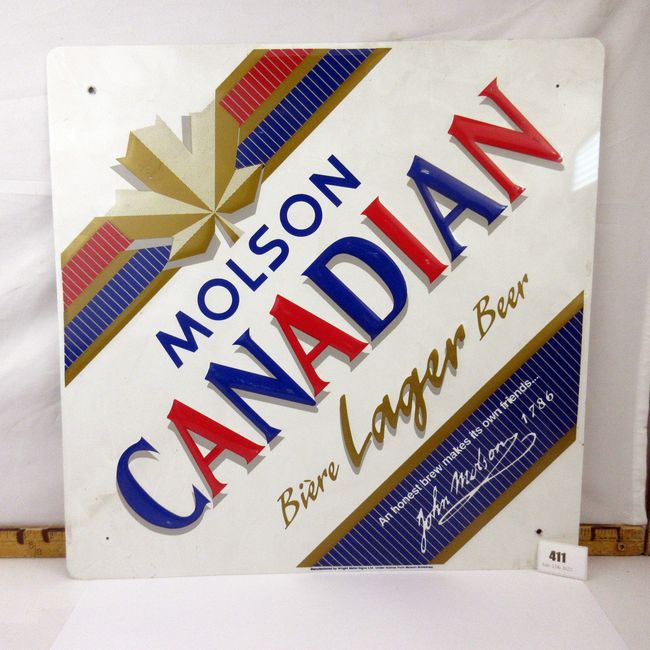 MOLSON
CANADIAN
Bière Lager Beer
An honest brew makes its own friends...
John Molson 1786
411